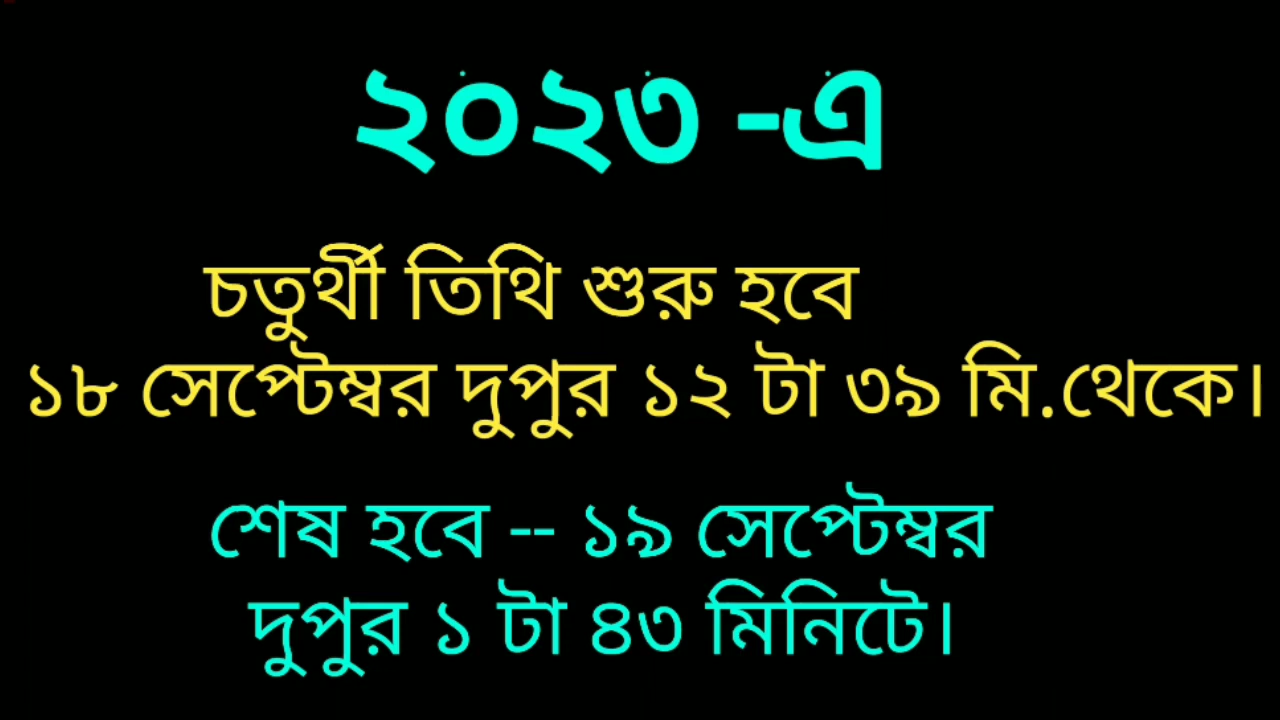 ২০২৩ -এ
চতুর্থী তিথি শুরু হবে
১৮ সেপ্টেম্বর দুপুর ১২ টা ৩৯ মি.থেকে।
শেষ হবে -- ১৯ সেপ্টেম্বর
দুপুর ১ টা ৪৩ মিনিটে।